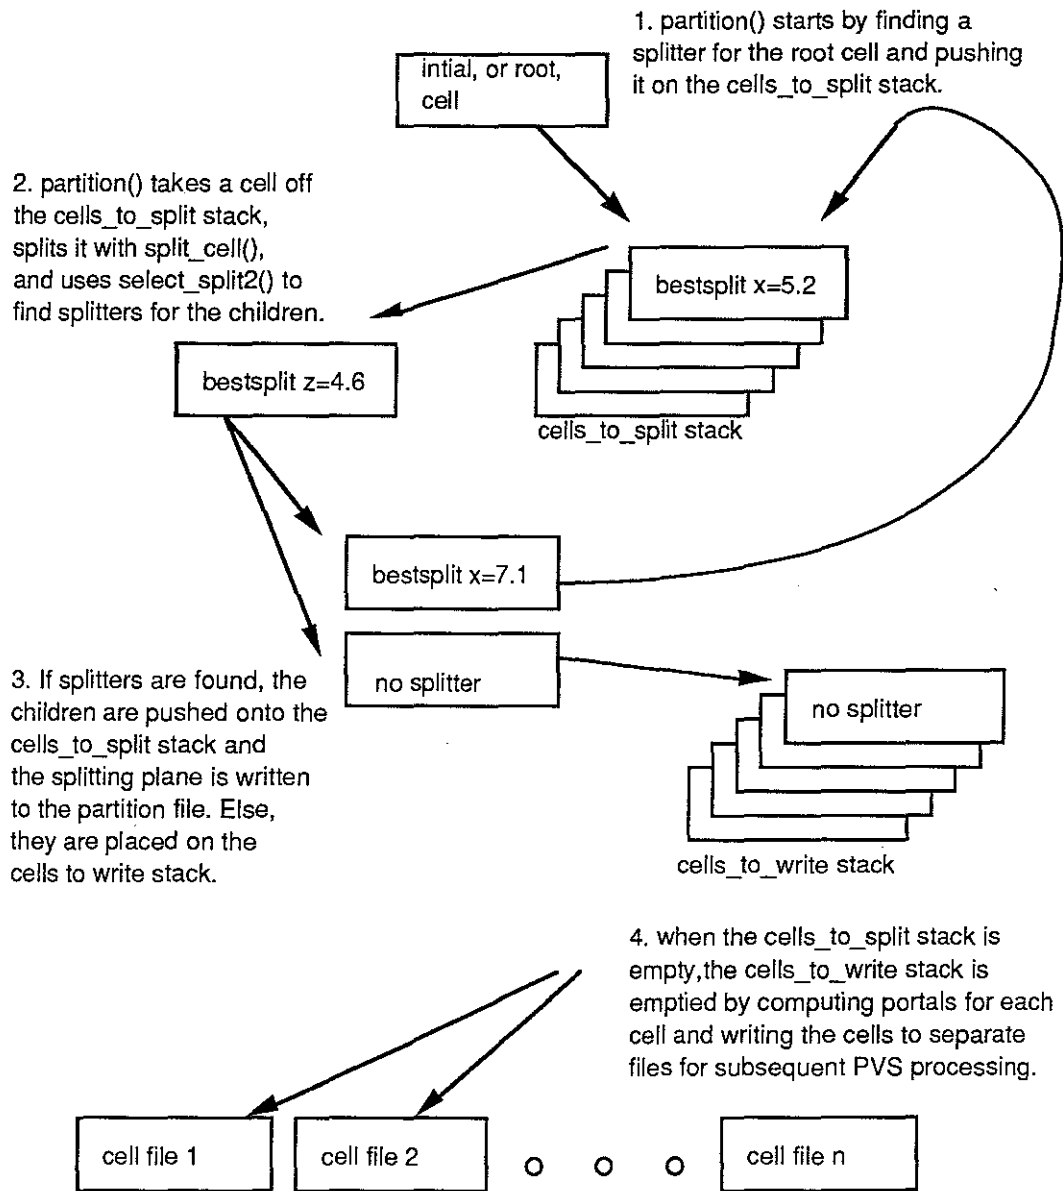 1. partition() starts by finding a
splitter for the root cell and pushing
it on the cells_to_split stack.
intial, or root,
cell
2. partition() takes a cell off
the cells_to_split stack,
splits it with split_cell(),
and uses select_split2() to
find splitters for the children.
bestsplit x=5.2
cells_to_split stack
bestsplit z=4.6
bestsplit x=7.1
no splitter
3. If splitters are found, the
children are pushed onto the
cells_to_split stack and
the splitting plane is written
to the partition file. Else,
they are placed on the
cells to write stack.
no splitter
cells_to_write stack
4. when the cells_to_split stack is
empty,the cells_to_write stack is
emptied by computing portals for each
cell and writing the cells to separate
files for subsequent PVS processing.
cell file 1
cell file 2
cell file n